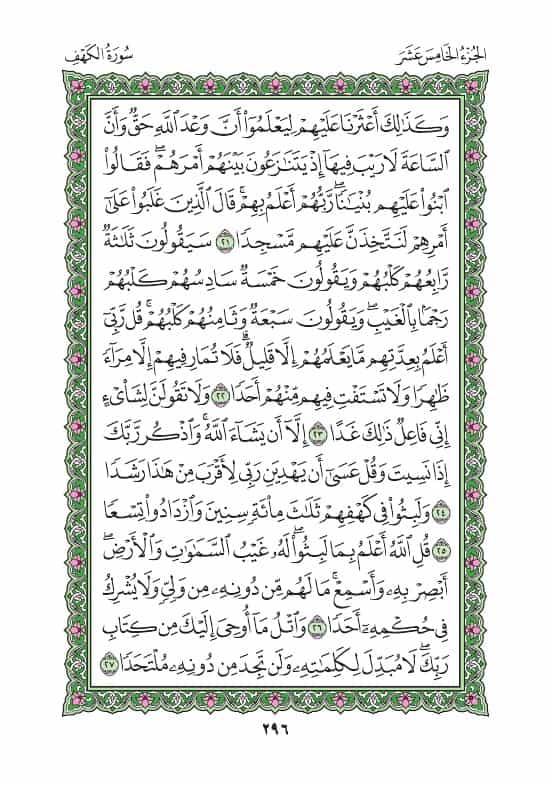 الجُزْءُ الخَامِسَ عَشَرَ
سُورَةُ الكَهْفِ
وَكَذَٰلِكَ أَعْثَرْنَا عَلَيْهِمْ لِيَعْلَمُوٓا۟ أَنَّ وَعْدَ ٱللَّهِ حَقٌّ وَأَنَّ
ٱلسَّاعَةَ لَا رَيْبَ فِيهَآ إِذْ يَتَنَٰزَعُونَ بَيْنَهُمْ أَمْرَهُمْ ۖ فَقَالُوا۟
ٱبْنُوا۟ عَلَيْهِم بُنْيَٰنًا ۖ رَّبُّهُمْ أَعْلَمُ بِهِمْ ۚ قَالَ ٱلَّذِينَ غَلَبُوا۟ عَلَىٰٓ
أَمْرِهِمْ لَنَتَّخِذَنَّ عَلَيْهِم مَّسْجِدًا ٢١ سَيَقُولُونَ ثَلَٰثَةٌ
رَّابِعُهُمْ كَلْبُهُمْ وَيَقُولُونَ خَمْسَةٌ سَادِسُهُمْ كَلْبُهُمْ
رَجْمًۢا بِٱلْغَيْبِ ۖ وَيَقُولُونَ سَبْعَةٌ وَثَامِنُهُمْ كَلْبُهُمْ ۚ قُل رَّبِّىٓ
أَعْلَمُ بِعِدَّتِهِم مَّا يَعْلَمُهُمْ إِلَّا قَلِيلٌ ۗ فَلَا تُمَارِ فِيهِمْ إِلَّا مِرَآءً
ظَٰهِرًا وَلَا تَسْتَفْتِ فِيهِم مِّنْهُمْ أَحَدًا ٢٢ وَلَا تَقُولَنَّ لِشَا۟ىْءٍ
إِنِّى فَاعِلٌ ذَٰلِكَ غَدًا ٢٣ إِلَّآ أَن يَشَآءَ ٱللَّهُ ۚ وَٱذْكُر رَّبَّكَ
إِذَا نَسِيتَ وَقُلْ عَسَىٰٓ أَن يَهْدِيَنِ رَبِّى لِأَقْرَبَ مِنْ هَٰذَا رَشَدًا
٢٤ وَلَبِثُوا۟ فِى كَهْفِهِمْ ثَلَٰثَ مِا۟ئَةٍ سِنِينَ وَٱزْدَادُوا۟ تِسْعًا
٢٥ قُلِ ٱللَّهُ أَعْلَمُ بِمَا لَبِثُوا۟ ۖ لَهُۥ غَيْبُ ٱلسَّمَٰوَٰتِ وَٱلْأَرْضِ ۖ
أَبْصِرْ بِهِۦ وَأَسْمِعْ ۚ مَا لَهُم مِّن دُونِهِۦ مِن وَلِىٍّ وَلَا يُشْرِكُ
فِى حُكْمِهِۦٓ أَحَدًا ٢٦ وَٱتْلُ مَآ أُوحِىَ إِلَيْكَ مِن كِتَابِ
رَبِّكَ ۖ لَا مُبَدِّلَ لِكَلِمَٰتِهِۦ وَلَن تَجِدَ مِن دُونِهِۦ مُلْتَحَدًا ٢٧
٢٩٦